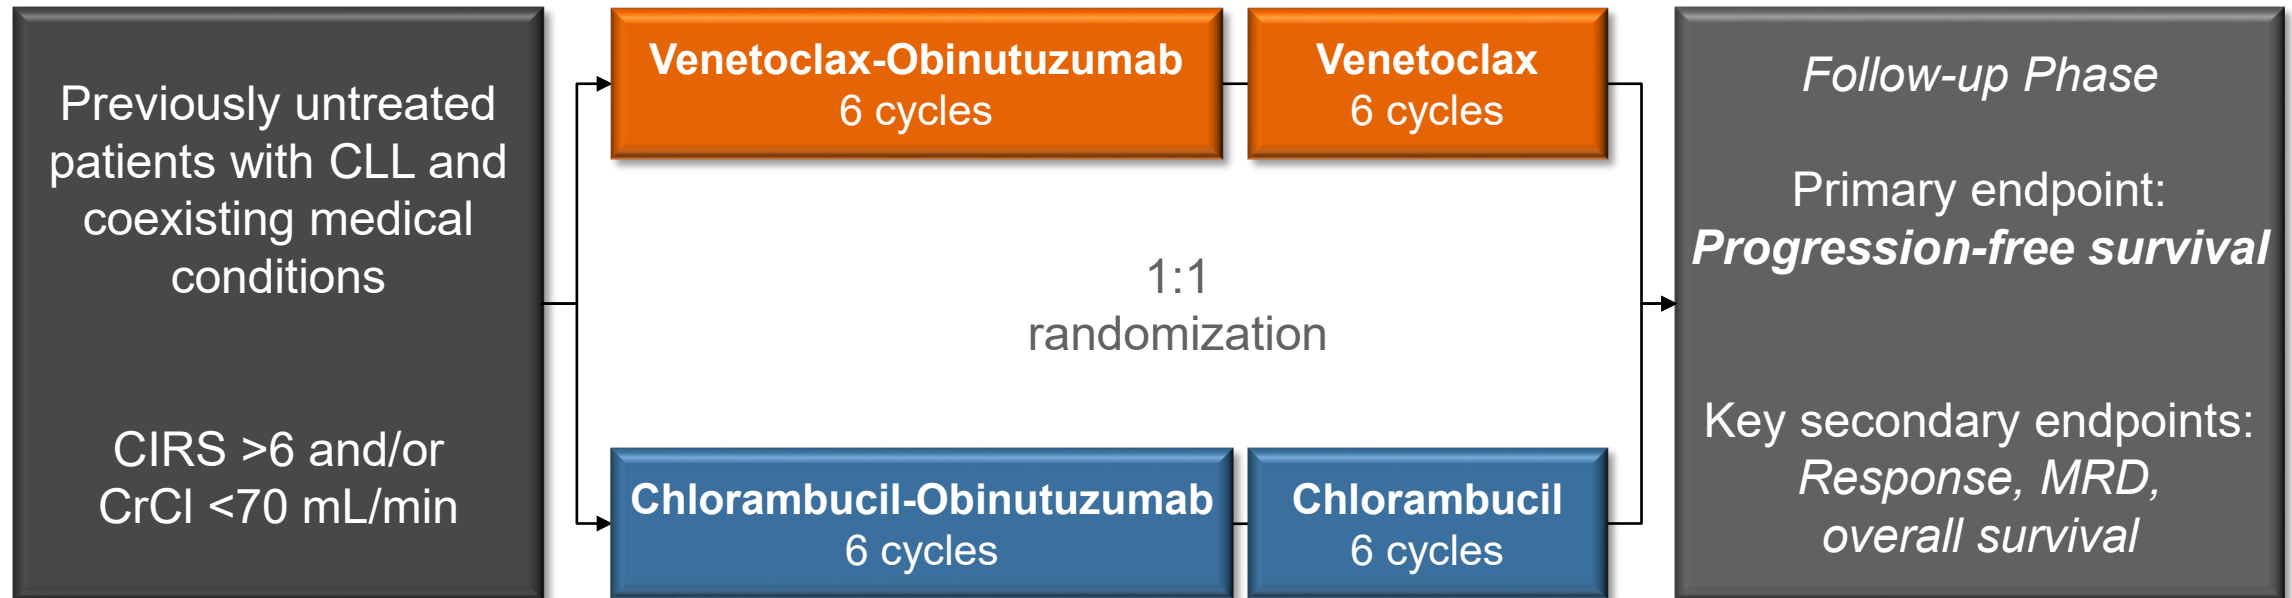 Previously untreated
patients with CLL and
coexisting medical
conditions
CIRS >6 and/or
CrCl <70 mL/min
Venetoclax-Obinutuzumab
6 cycles
Venetoclax
6 cycles
1:1
randomization
Chlorambucil-Obinutuzumab
6 cycles
Chlorambucil
6 cycles
Follow-up Phase
Primary endpoint:
Progression-free survival
Key secondary endpoints:
Response, MRD,
overall survival